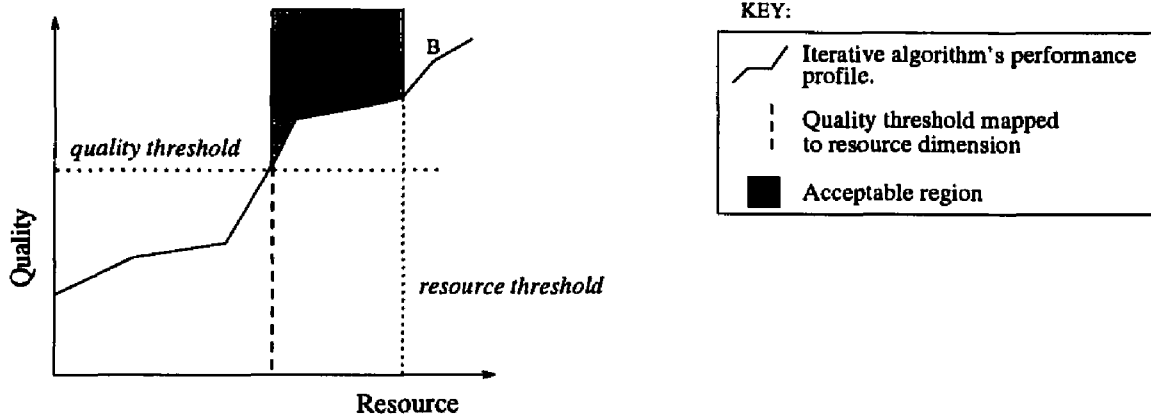 KEY:
B
Iterative algorithm's performance
profile.
Quality threshold mapped
to resource dimension
Acceptable region
quality threshold
Quality
resource threshold
Resource